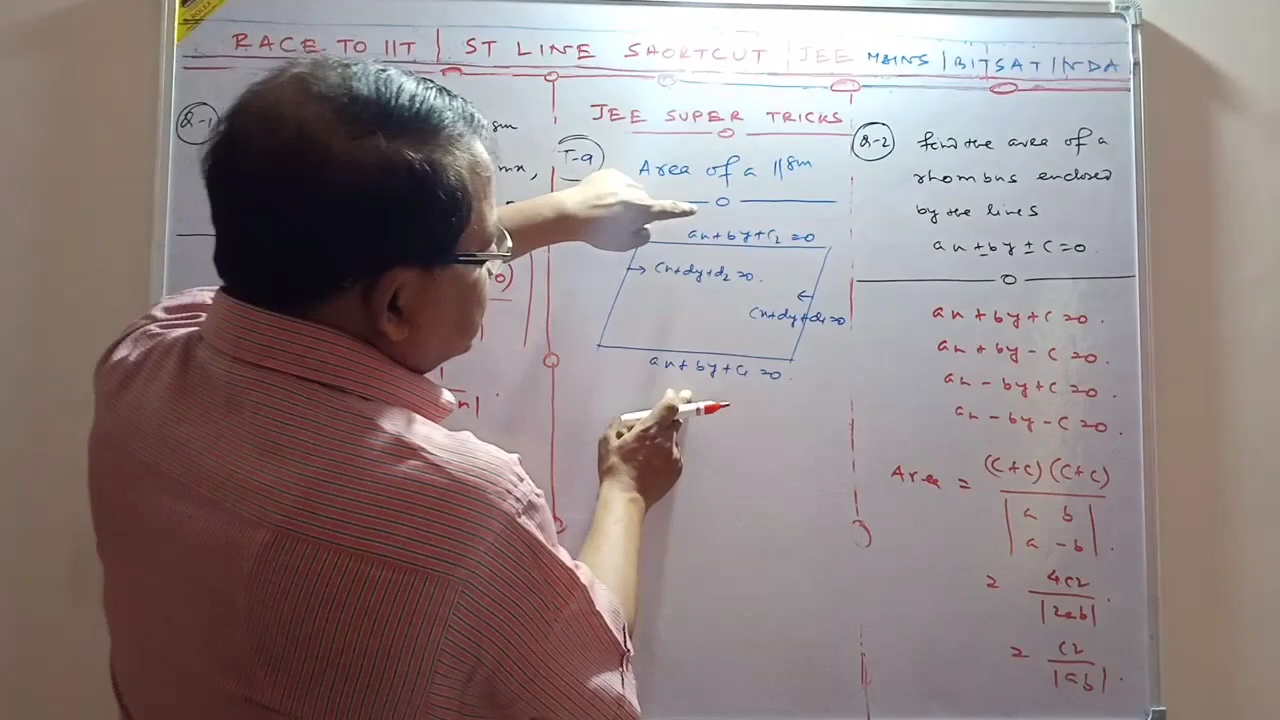 ROLEX
RACE TO IIT | ST LINE SHORTCUT | JEE MAINS | BITSAT | NDA
Q-1
gm
mx,
JEE SUPER TRICKS
T-9
Area of a ||gm
ax+by+c2=0
cx+dy+d2=0.
cx+dy+d1=0
ax+by+c1=0.
Q-2 find the area of a
rhombus enclosed
by the lines
ax±by±c=0.
ax+by+c=0.
ax+by-c=0.
ax-by+c=0.
ax-by-c=0.
Area = (c+c)(c+c)
|a b|
|a -b|.
= 4c2
|2ab|.
= c2
|ab|.